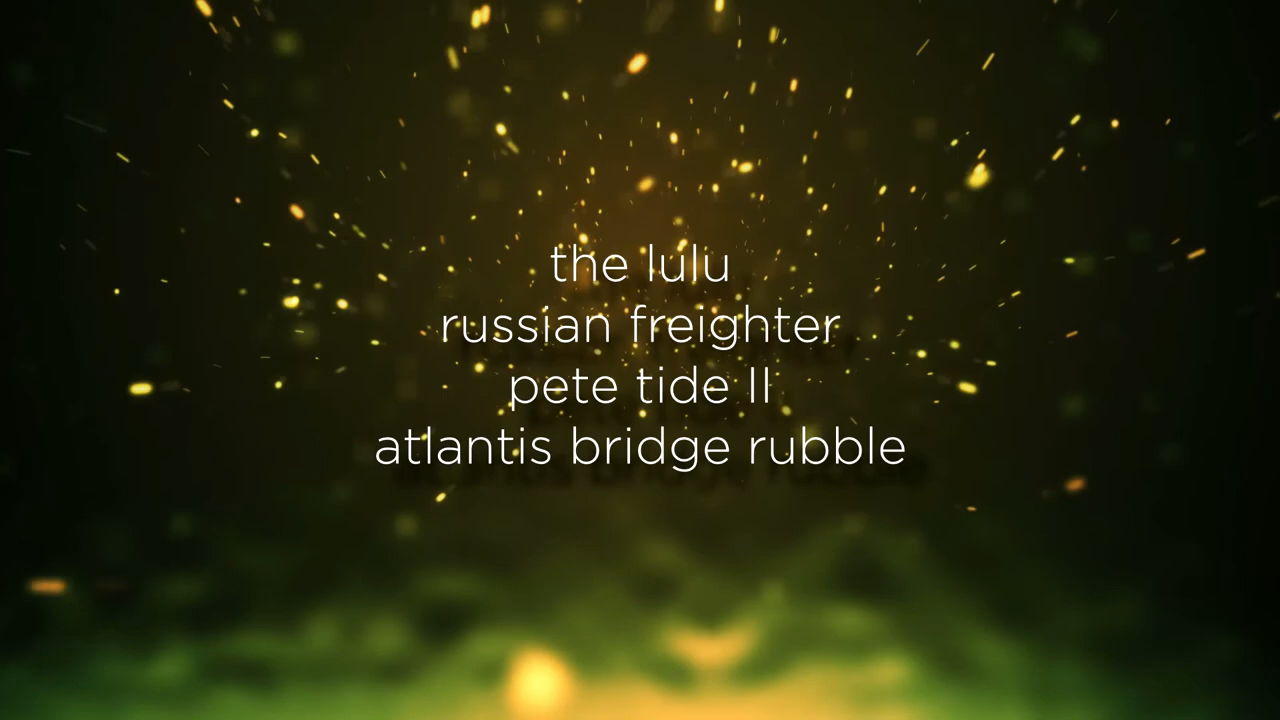 the lulu
russian freighter
pete tide II
atlantis bridge rubble